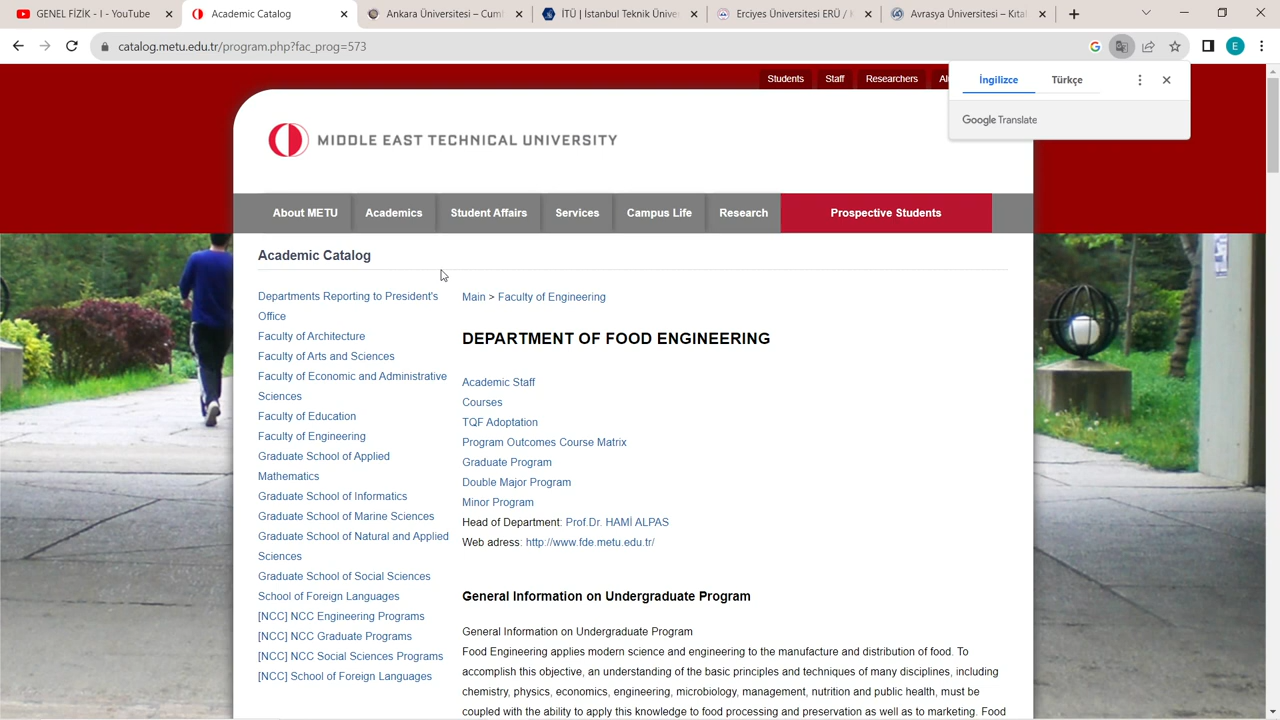 GENEL FİZİK - I - YouTube
Academic Catalog
Ankara Üniversitesi – Cum
İTÜ | İstanbul Teknik Üniver
Erciyes Üniversitesi ERÜ /
Avrasya Üniversitesi – Kıtal
catalog.metu.edu.tr/program.php?fac_prog=573
E
Students
Staff
Researchers
İngilizce
Türkçe
Google Translate
MIDDLE EAST TECHNICAL UNIVERSITY
About METU
Academics
Student Affairs
Services
Campus Life
Research
Prospective Students
Academic Catalog
Departments Reporting to President's
Office
Faculty of Architecture
Faculty of Arts and Sciences
Faculty of Economic and Administrative
Sciences
Faculty of Education
Faculty of Engineering
Graduate School of Applied
Mathematics
Graduate School of Informatics
Graduate School of Marine Sciences
Graduate School of Natural and Applied
Sciences
Graduate School of Social Sciences
School of Foreign Languages
[NCC] NCC Engineering Programs
[NCC] NCC Graduate Programs
[NCC] NCC Social Sciences Programs
[NCC] School of Foreign Languages
Main > Faculty of Engineering
DEPARTMENT OF FOOD ENGINEERING
Academic Staff
Courses
TQF Adoptation
Program Outcomes Course Matrix
Graduate Program
Double Major Program
Minor Program
Head of Department: Prof.Dr. HAMİ ALPAS
Web adress: http://www.fde.metu.edu.tr/
General Information on Undergraduate Program
General Information on Undergraduate Program
Food Engineering applies modern science and engineering to the manufacture and distribution of food. To
accomplish this objective, an understanding of the basic principles and techniques of many disciplines, including
chemistry, physics, economics, engineering, microbiology, management, nutrition and public health, must be
coupled with the ability to apply this knowledge to food processing and preservation as well as to marketing. Food